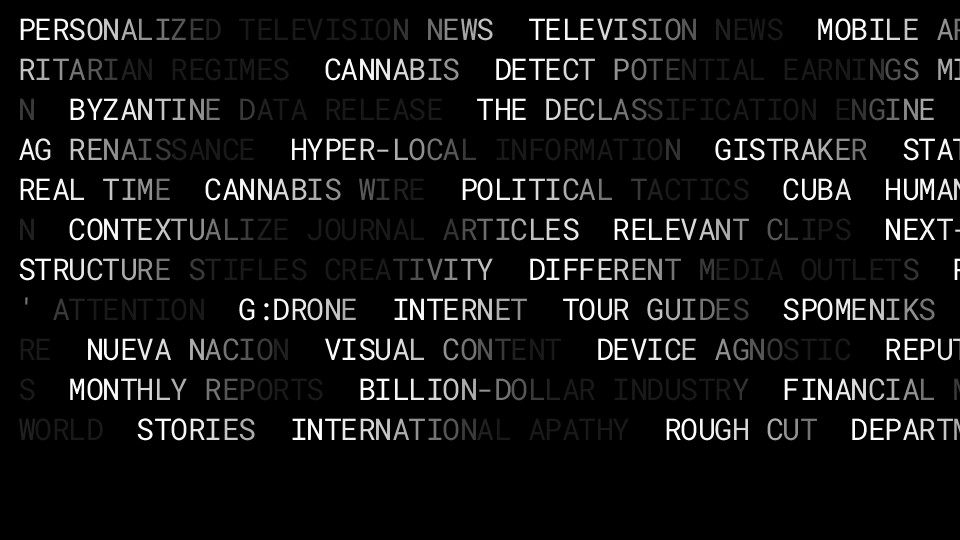 PERSONALIZED TELEVISION NEWS TELEVISION NEWS MOBILE AP
RITARIAN REGIMES CANNABIS DETECT POTENTIAL EARNINGS MI
N BYZANTINE DATA RELEASE THE DECLASSIFICATION ENGINE
AG RENAISSANCE HYPER-LOCAL INFORMATION GISTRAKER STAT
REAL TIME CANNABIS WIRE POLITICAL TACTICS CUBA HUMAN
N CONTEXTUALIZE JOURNAL ARTICLES RELEVANT CLIPS NEXT-
STRUCTURE STIFLES CREATIVITY DIFFERENT MEDIA OUTLETS
' ATTENTION G:DRONE INTERNET TOUR GUIDES SPOMENIKS
RE NUEVA NACION VISUAL CONTENT DEVICE AGNOSTIC REPUT
S MONTHLY REPORTS BILLION-DOLLAR INDUSTRY FINANCIAL
WORLD STORIES INTERNATIONAL APATHY ROUGH CUT DEPARTM